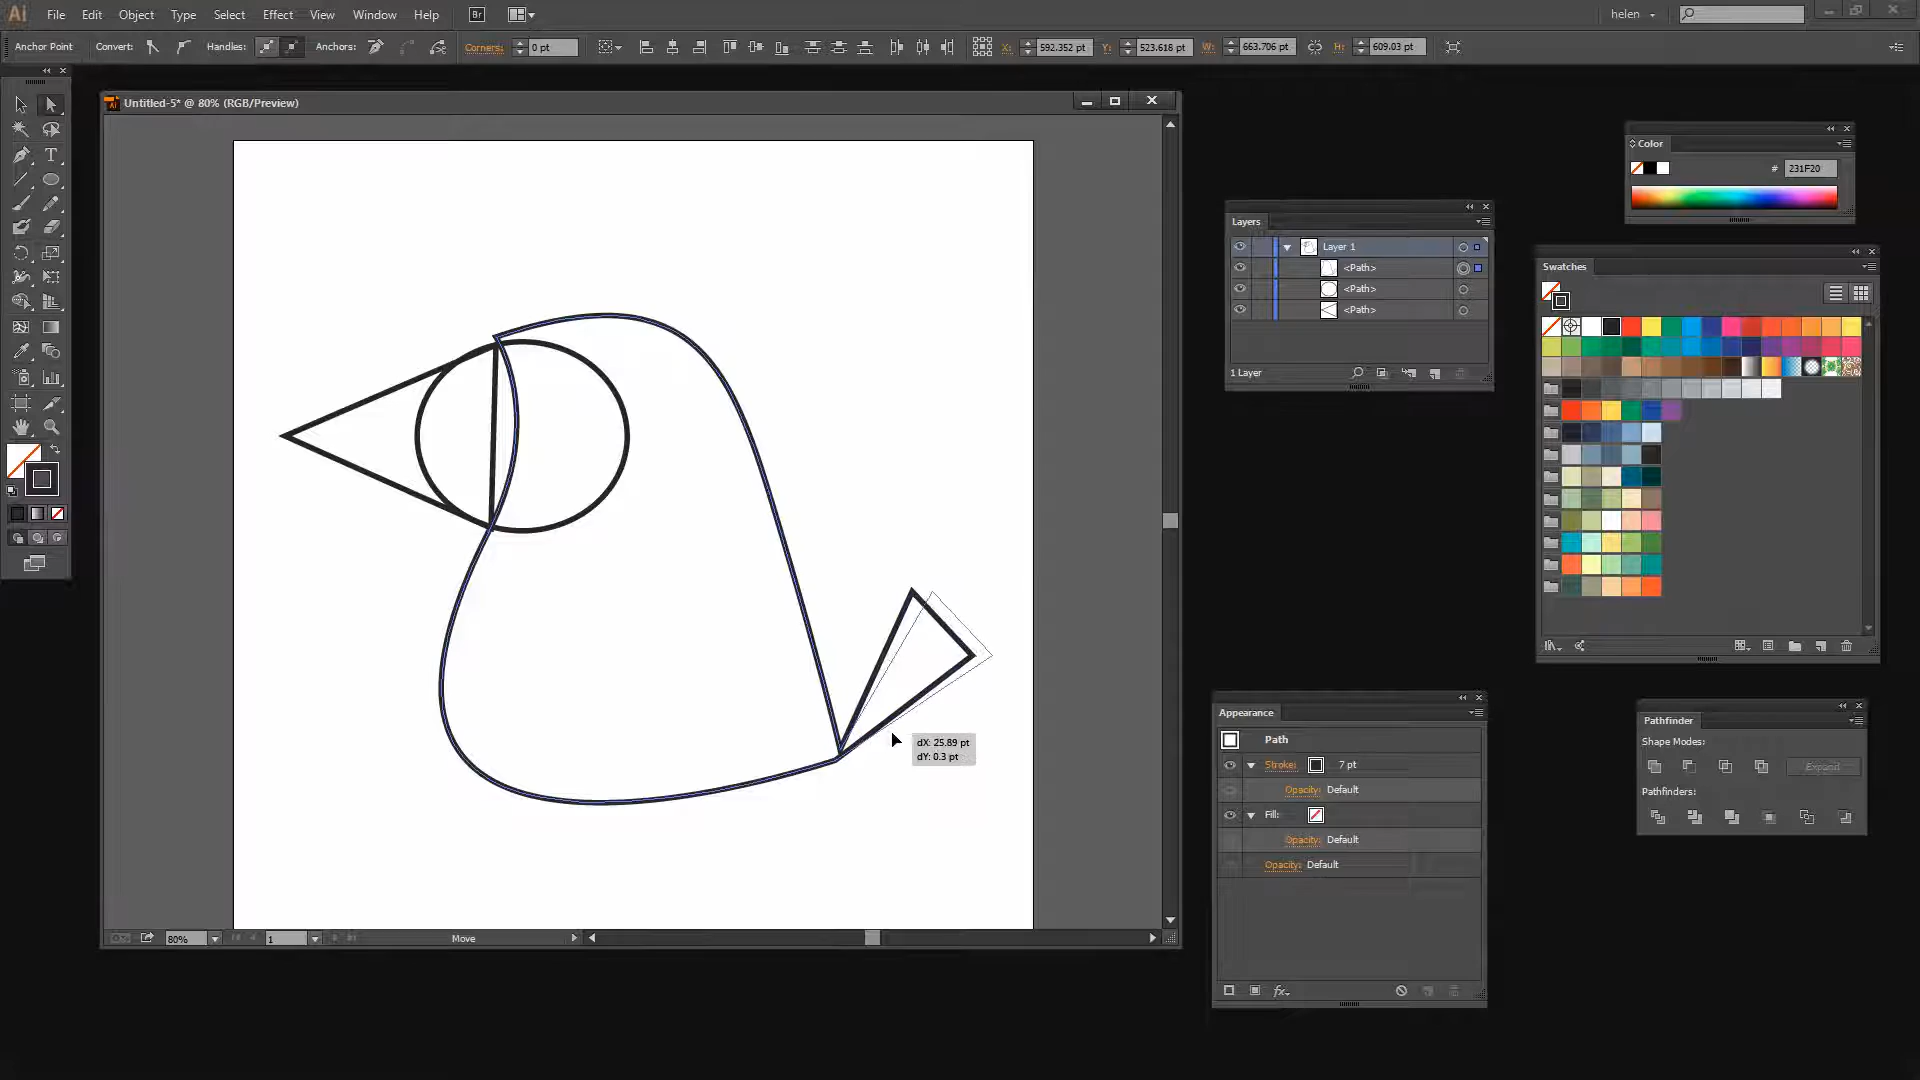 Ai File Edit Object Type Select Effect View Window Help Br helen
Anchor Point Convert: Handles: Anchors: Corners: 0 pt X: 592.352 pt Y: 523.618 pt W: 663.706 pt H: 609.03 pt
Untitled-5* @ 80% (RGB/Preview)
Color
# 231F20
Layers
Layer 1
<Path>
<Path>
<Path>
1 Layer
Swatches
dX: 25.89 pt
dY: 0.3 pt
Appearance
Path
Stroke: 7 pt
Opacity: Default
Fill:
Opacity: Default
Opacity: Default
fx
Pathfinder
Shape Modes:
Expand
Pathfinders:
80% 1 Move